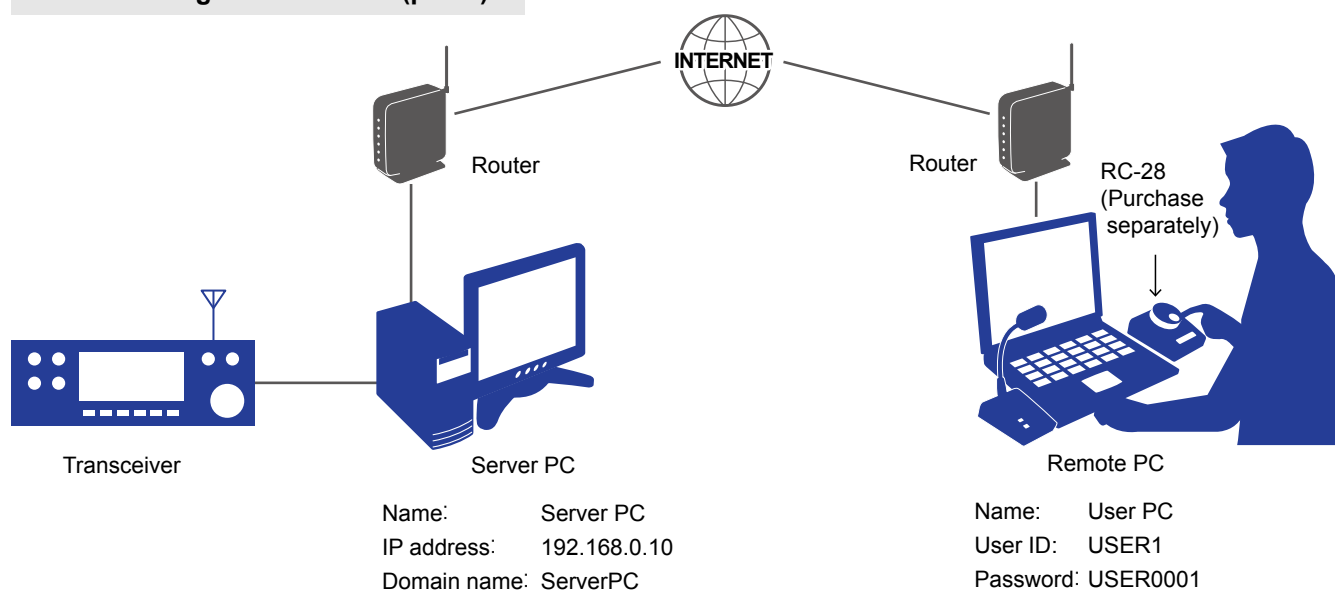 INTERNET
Router
Router
RC-28
(Purchase
separately)
Transceiver
Server PC
Remote PC
Name: Server PC
IP address: 192.168.0.10
Domain name: ServerPC
Name: User PC
User ID: USER1
Password: USER0001